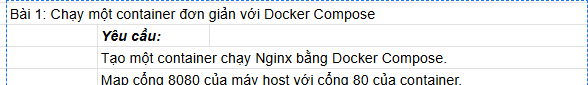 Bài 1: Chạy một container đơn giản với Docker Compose
Yêu cầu:
Tạo một container chạy Nginx bằng Docker Compose.
Map cổng 8080 của máy host với cổng 80 của container.